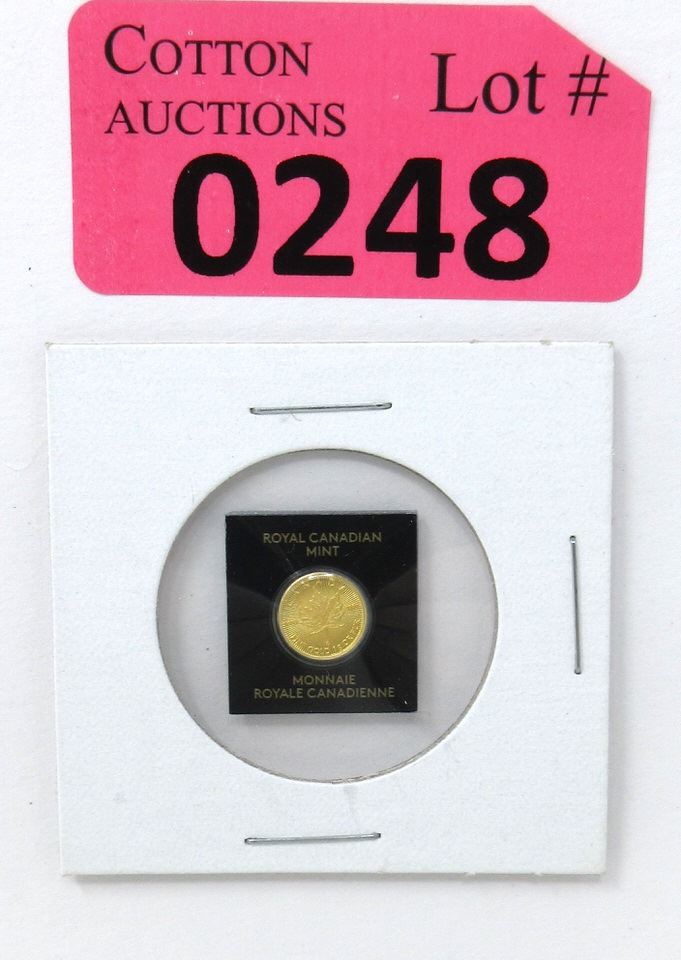 COTTON
AUCTIONS
Lot #
0248
ROYAL CANADIAN
MINT
MONNAIE
ROYALE CANADIENNE